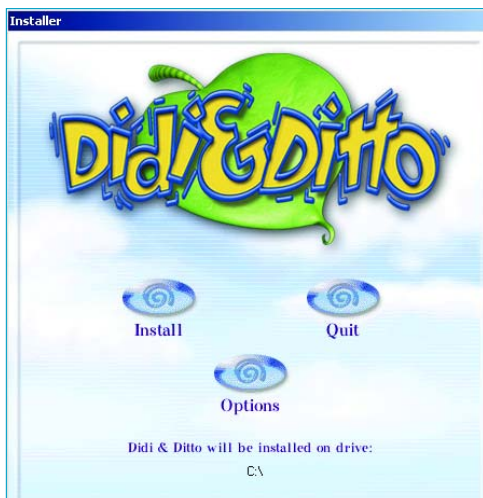 Installer
Didi&Ditto
Install
Quit
Options
Didi & Ditto will be installed on drive:
C:\